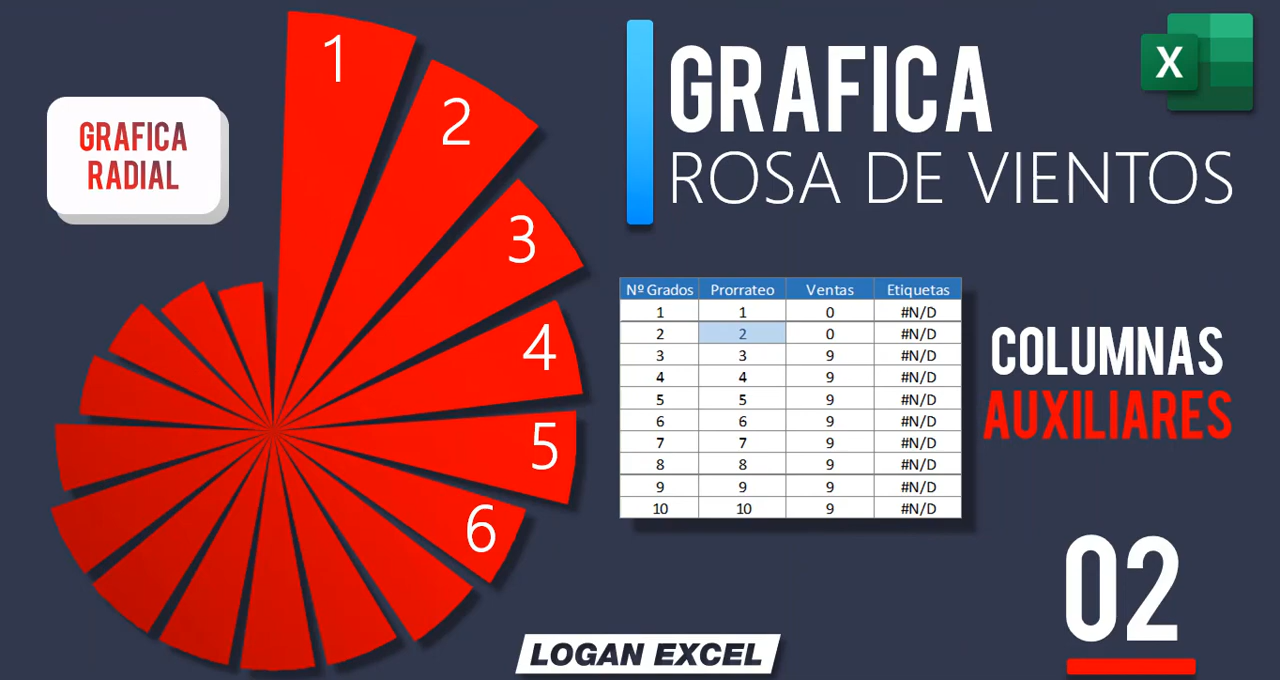 GRAFICA
RADIAL
1
2
3
4
5
6
GRAFICA
ROSA DE VIENTOS
X
Nº Grados Prorrateo Ventas Etiquetas
1 1 0 #N/D
2 2 0 #N/D
3 3 9 #N/D
4 4 9 #N/D
5 5 9 #N/D
6 6 9 #N/D
7 7 9 #N/D
8 8 9 #N/D
9 9 9 #N/D
10 10 9 #N/D
COLUMNAS
AUXILIARES
02
LOGAN EXCEL